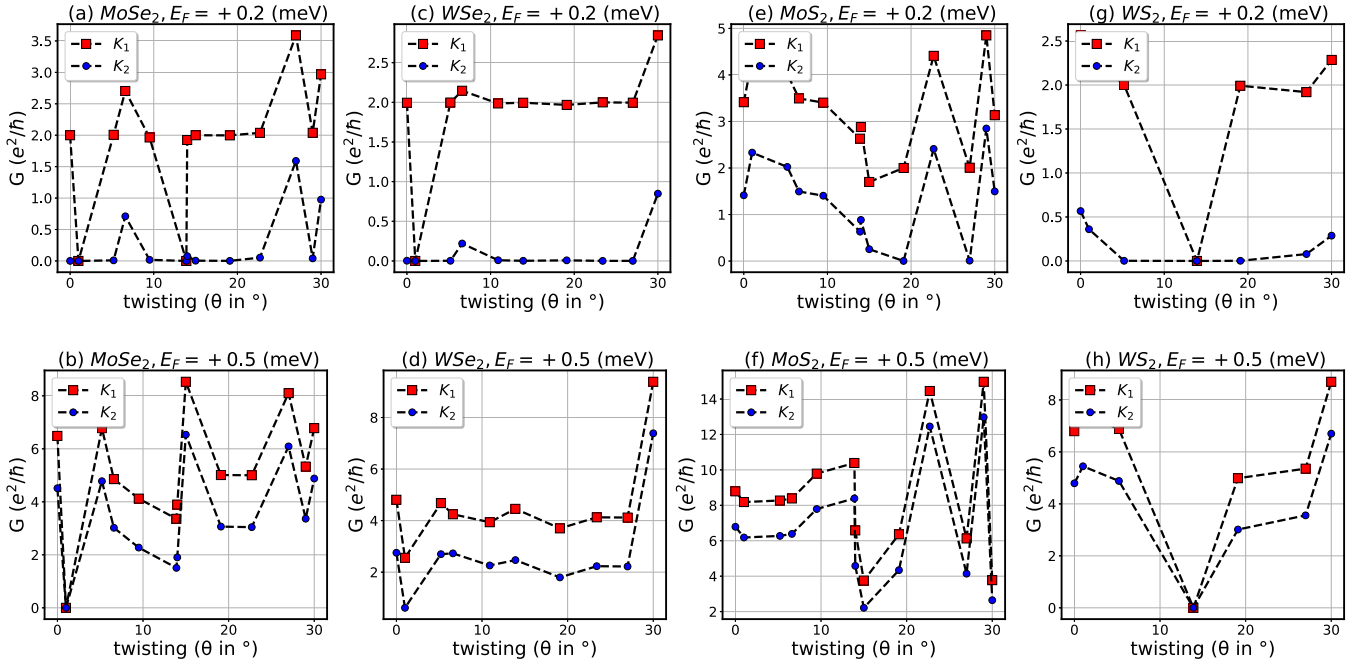 (a) MoSe₂, E_F = +0.2 (meV)
G (e²/ħ)
3.5
3.0
2.5
2.0
1.5
1.0
0.5
0.0
K₁
K₂
0 10 20 30
twisting (θ in °)
(c) WSe₂, E_F = +0.2 (meV)
G (e²/ħ)
2.5
2.0
1.5
1.0
0.5
0.0
K₁
K₂
0 10 20 30
twisting (θ in °)
(e) MoS₂, E_F = +0.2 (meV)
G (e²/ħ)
5
4
3
2
1
0
K₁
K₂
0 10 20 30
twisting (θ in °)
(g) WS₂, E_F = +0.2 (meV)
G (e²/ħ)
2.5
2.0
1.5
1.0
0.5
0.0
K₁
K₂
0 10 20 30
twisting (θ in °)
(b) MoSe₂, E_F = +0.5 (meV)
G (e²/ħ)
8
6
4
2
0
K₁
K₂
0 10 20 30
twisting (θ in °)
(d) WSe₂, E_F = +0.5 (meV)
G (e²/ħ)
8
6
4
2
K₁
K₂
0 10 20 30
twisting (θ in °)
(f) MoS₂, E_F = +0.5 (meV)
G (e²/ħ)
14
12
10
8
6
4
2
K₁
K₂
0 10 20 30
twisting (θ in °)
(h) WS₂, E_F = +0.5 (meV)
G (e²/ħ)
8
6
4
2
0
K₁
K₂
0 10 20 30
twisting (θ in °)